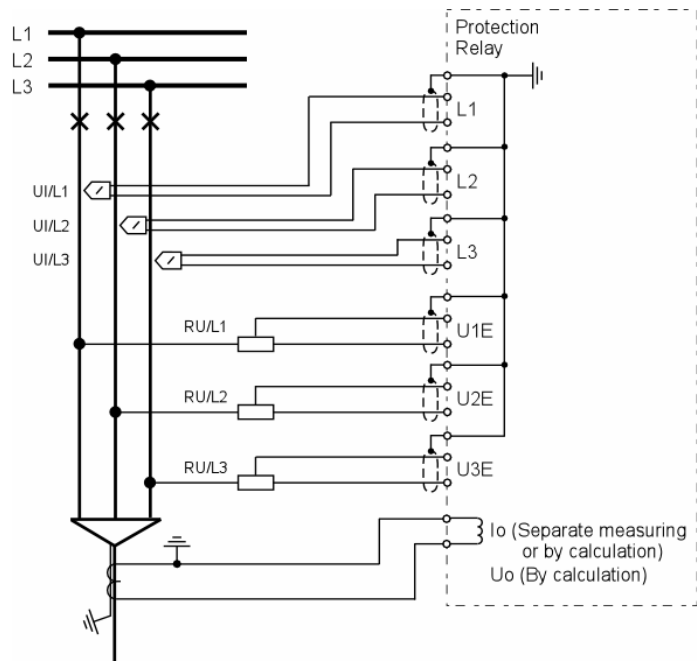 L1
L2
L3
Protection
Relay
L1
L2
L3
UI/L1
UI/L2
UI/L3
RU/L1
U1E
RU/L2
U2E
RU/L3
U3E
Io (Separate measuring
or by calculation)
Uo (By calculation)